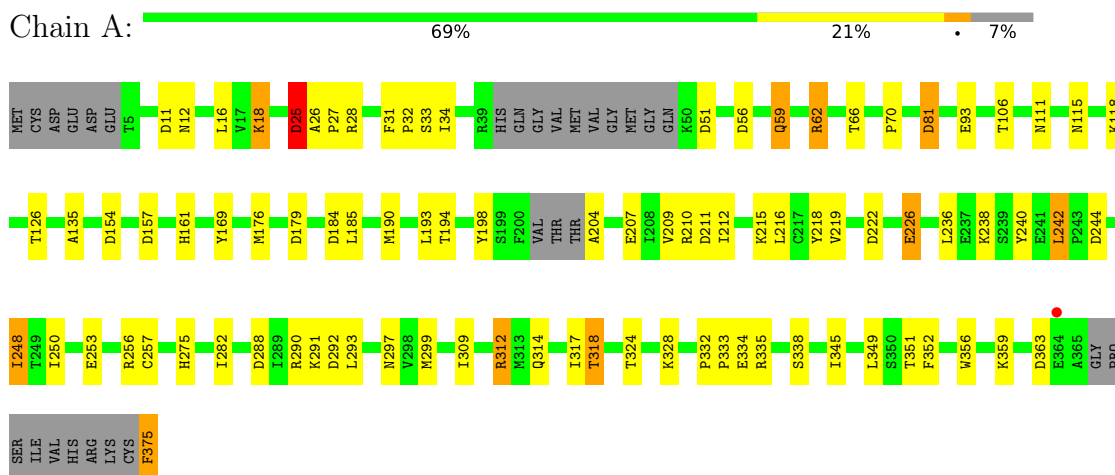 Chain A:
69% 21% • 7%
MET CYS ASP GLU ASP GLU T5 D11 N12 L16 V17 K18 D25 A26 P27 R28 F31 P32 S33 I34 R39 HIS GLN GLY VAL MET VAL GLY MET GLY GLN K50 D51 D56 Q59 R62 T66 P70 D81 E93 T106 N111 N115 K118
T126 A135 D154 D157 H161 Y169 M176 D179 D184 L185 M190 L193 T194 Y198 S199 F200 VAL THR THR A204 E207 I208 V209 R210 D211 I212 K215 L216 C217 Y218 V219 D222 E226 L236 E237 K238 S239 Y240 E241 L242 P243 D244
I248 T249 I250 E253 R256 C257 H275 I282 D288 I289 R290 K291 D292 L293 N297 V298 M299 I309 R312 M313 Q314 I317 T318 T324 K328 P332 P333 E334 R335 S338 I345 L349 S350 T351 F352 W356 K359 D363 E364 A365 GLY PRO
SER ILE VAL HIS ARG LYS CYS F375